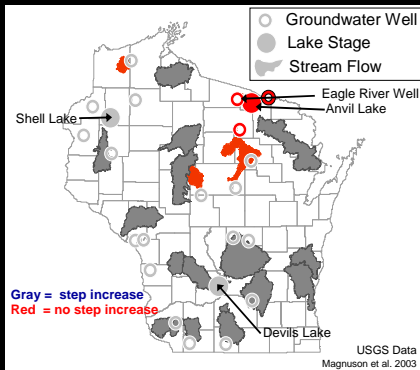 Groundwater Well
Lake Stage
Stream Flow
Eagle River Well
Anvil Lake
Shell Lake
Gray = step increase
Red = no step increase
Devils Lake
USGS Data
Magnuson et al. 2003